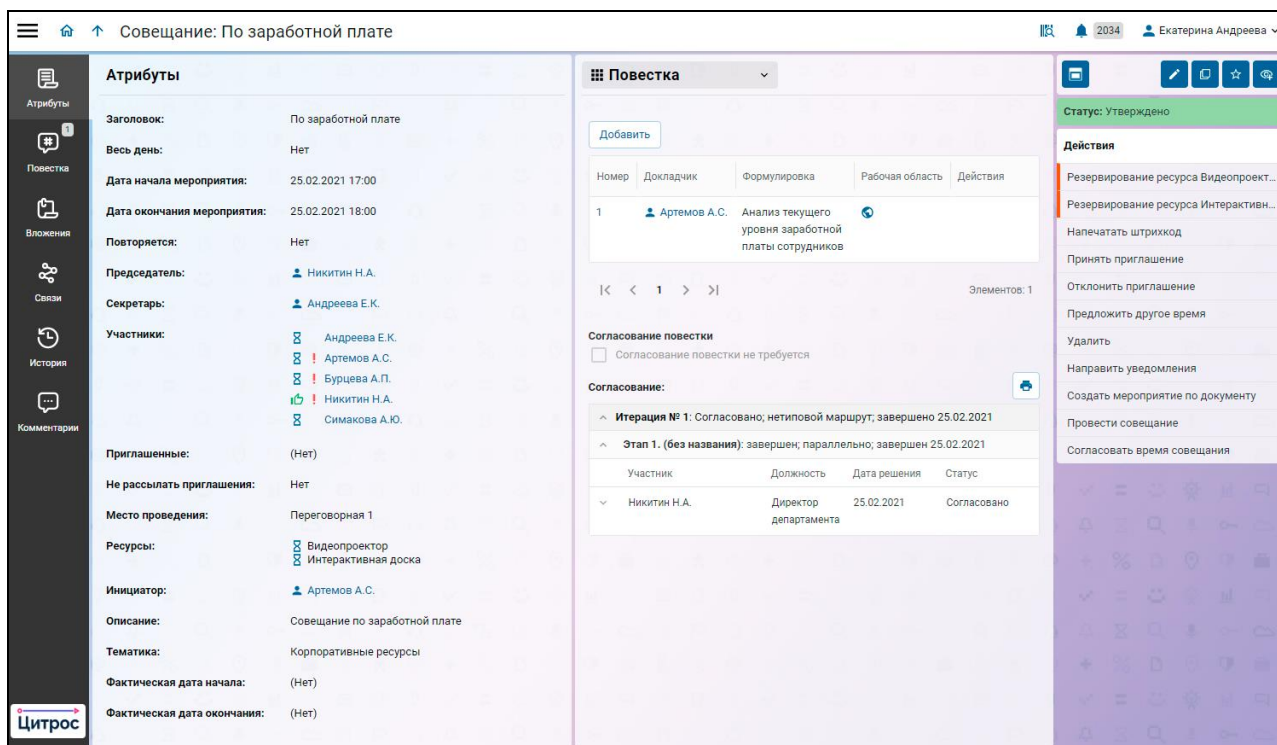 Совещание: По заработной плате
2034
Екатерина Андреева
Атрибуты
1
Повестка
Вложения
Связи
История
Комментарии
Цитрос
Атрибуты
Заголовок: По заработной плате
Весь день: Нет
Дата начала мероприятия: 25.02.2021 17:00
Дата окончания мероприятия: 25.02.2021 18:00
Повторяется: Нет
Председатель: Никитин Н.А.
Секретарь: Андреева Е.К.
Участники: Андреева Е.К.
! Артемов А.С.
! Бурцева А.П.
! Никитин Н.А.
Симакова А.Ю.
Приглашенные: (Нет)
Не рассылать приглашения: Нет
Место проведения: Переговорная 1
Ресурсы: Видеопроектор
Интерактивная доска
Инициатор: Артемов А.С.
Описание: Совещание по заработной плате
Тематика: Корпоративные ресурсы
Фактическая дата начала: (Нет)
Фактическая дата окончания: (Нет)
Повестка
Добавить
Номер Докладчик Формулировка Рабочая область Действия
1 Артемов А.С. Анализ текущего
уровня заработной
платы сотрудников
1
Элементов: 1
Согласование повестки
Согласование повестки не требуется
Согласование:
Итерация № 1: Согласовано; нетиповой маршрут; завершено 25.02.2021
Этап 1. (без названия): завершен; параллельно; завершен 25.02.2021
Участник Должность Дата решения Статус
Никитин Н.А. Директор 25.02.2021 Согласовано
департамента
Статус: Утверждено
Действия
Резервирование ресурса Видеопроект...
Резервирование ресурса Интерактивн...
Напечатать штрихкод
Принять приглашение
Отклонить приглашение
Предложить другое время
Удалить
Направить уведомления
Создать мероприятие по документу
Провести совещание
Согласовать время совещания